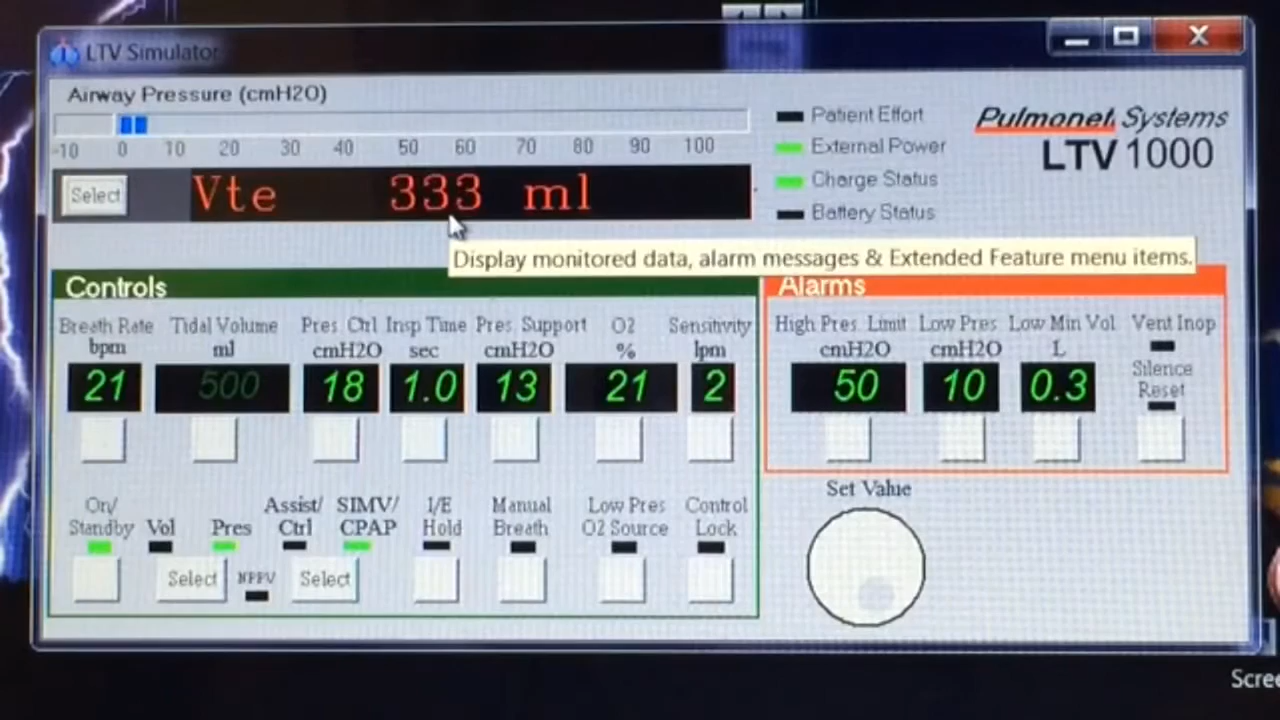 LTV Simulator
Airway Pressure (cmH2O)
-10 0 10 20 30 40 50 60 70 80 90 100
Select
Vte 333 ml
Patient Effort
External Power
Charge Status
Battery Status
Pulmonet Systems
LTV 1000
Display monitored data, alarm messages & Extended Feature menu items.
Controls
Breath Rate Tidal Volume Pres. Ctrl Insp Time Pres. Support O2 Sensitivity
bpm ml cmH2O sec cmH2O % lpm
21 500 18 1.0 13 21 2
On/ Assist/ SIMV/ I/E Manual Low Pres Control
Standby Vol Pres Ctrl CPAP Hold Breath O2 Source Lock
Select NPPV Select
Alarms
High Pres. Limit Low Pres Low Min Vol Vent Inop
cmH2O cmH2O L
50 10 0.3
Silence
Reset
Set Value
Scree